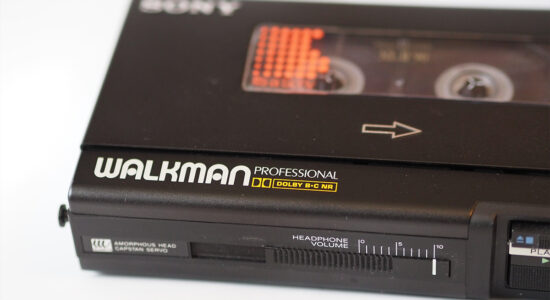 SONY
WALKMAN PROFESSIONAL
DOLBY B-C NR
AMORPHOUS HEAD
CAPSTAN SERVO
HEADPHONE
VOLUME
0 5 10